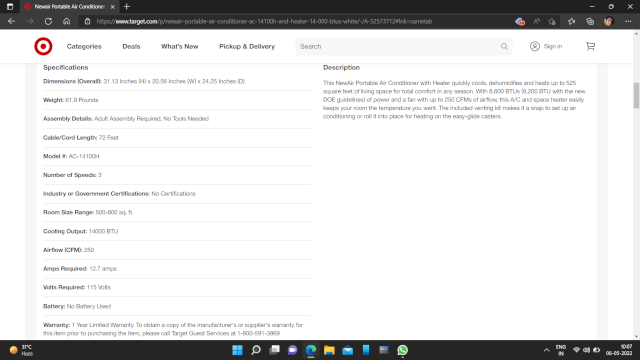 Newair Portable Air Conditioner
https://www.target.com/p/newair-portable-air-conditioner-ac-14100h-and-heater-14-000-btus-white/-/A-52573712#lnk=sametab
Categories Deals What's New Pickup & Delivery Search Sign in
Specifications
Dimensions (Overall): 31.13 Inches (H) x 20.56 Inches (W) x 24.25 Inches (D)
Weight: 61.9 Pounds
Assembly Details: Adult Assembly Required, No Tools Needed
Cable/Cord Length: 72 Feet
Model #: AC-14100H
Number of Speeds: 3
Industry or Government Certifications: No Certifications
Room Size Range: 500-600 sq. ft.
Cooling Output: 14000 BTU
Airflow (CFM): 250
Amps Required: 12.7 amps
Volts Required: 115 Volts
Battery: No Battery Used
Warranty: 1 Year Limited Warranty. To obtain a copy of the manufacturer's or supplier's warranty for
this item prior to purchasing the item, please call Target Guest Services at 1-800-591-3869
Description
This NewAir Portable Air Conditioner with Heater quickly cools, dehumidifies and heats up to 525
square feet of living space for total comfort in any season. With 8,600 BTUs (8,200 BTU with the new
DOE guidelines) of power and a fan with up to 250 CFMs of airflow, this A/C and space heater easily
keeps your room the temperature you want. The included venting kit makes it a snap to set up air
conditioning or roll it into place for heating on the easy-glide casters.
31°C
Haze
ENG
IN
10:07
06-05-2022